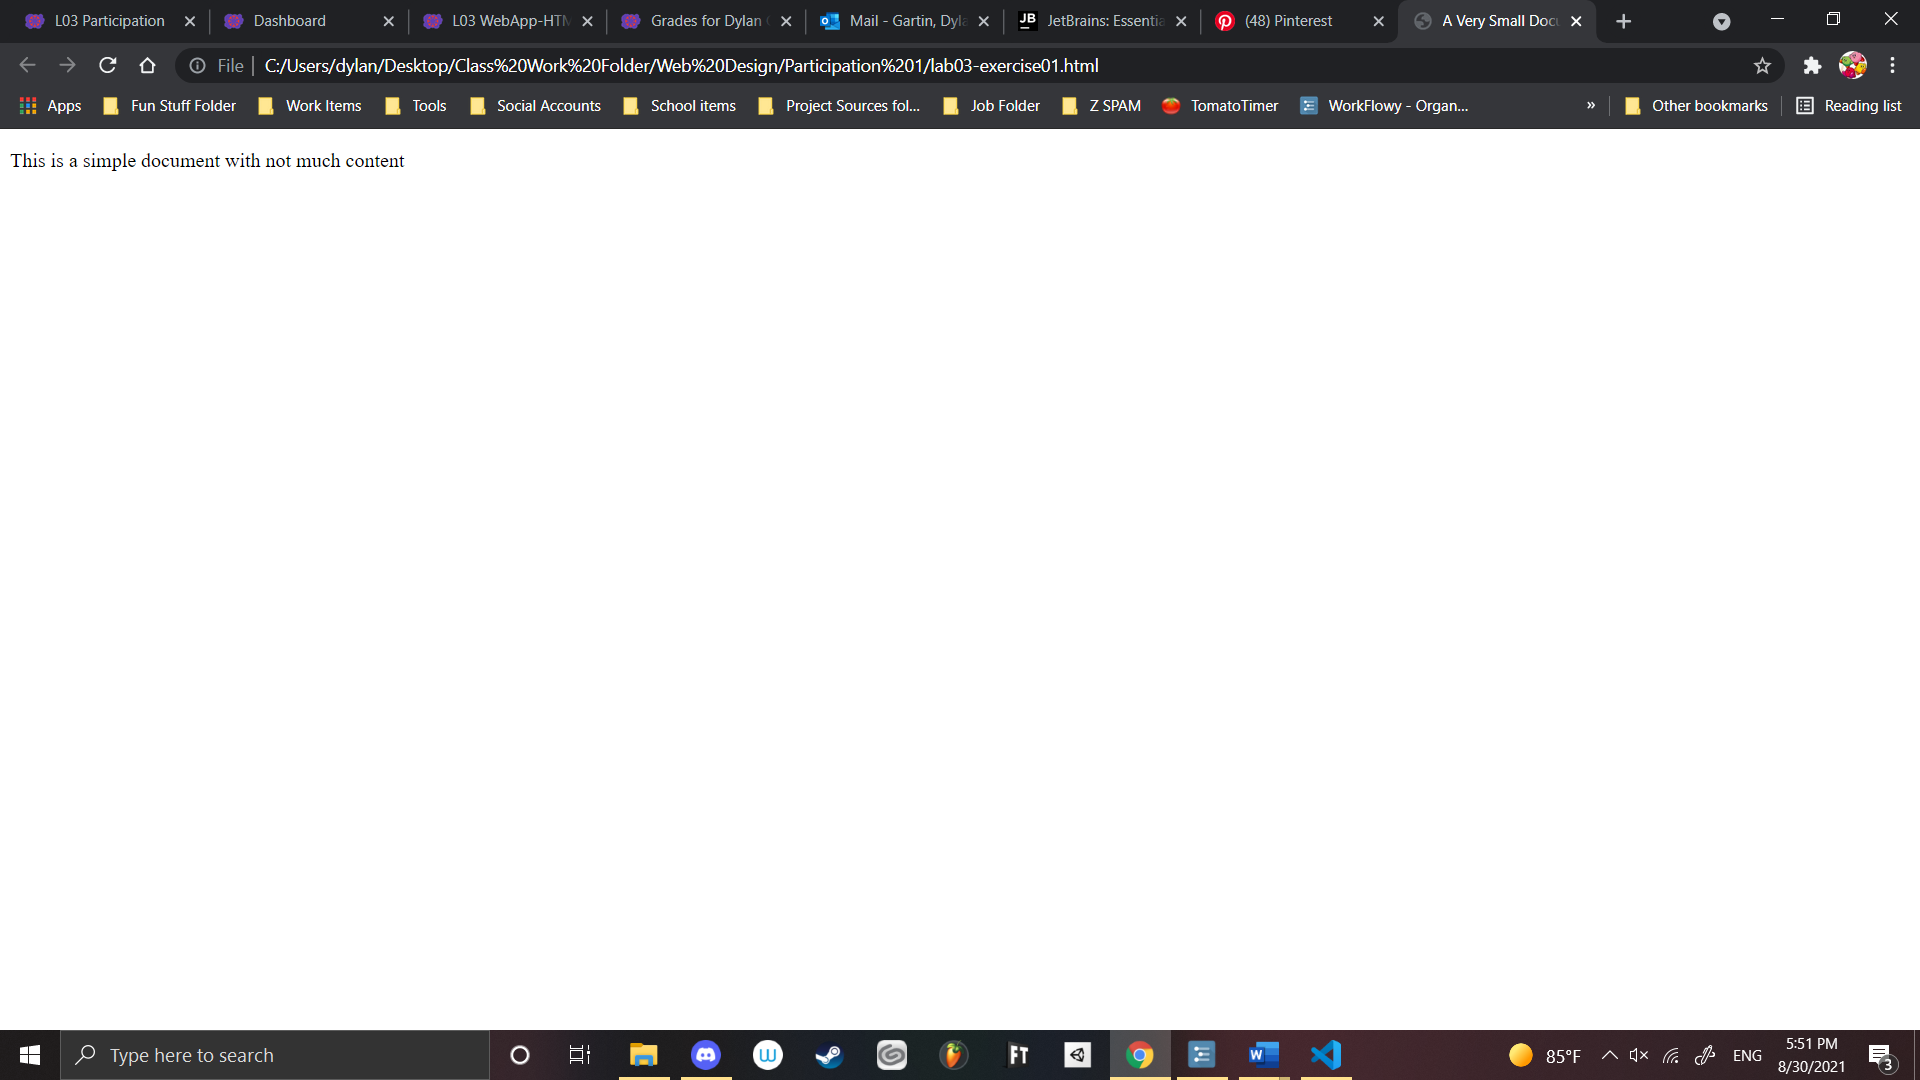 L03 Participation
Dashboard
L03 WebApp-HTM
Grades for Dylan
Mail - Gartin, Dyla
JB
JetBrains: Essentia
(48) Pinterest
A Very Small Docu
File
C:/Users/dylan/Desktop/Class%20Work%20Folder/Web%20Design/Participation%201/lab03-exercise01.html
Apps
Fun Stuff Folder
Work Items
Tools
Social Accounts
School items
Project Sources fol...
Job Folder
Z SPAM
TomatoTimer
WorkFlowy - Organ...
»
Other bookmarks
Reading list
This is a simple document with not much content
Type here to search
FT
85°F
ENG
5:51 PM
8/30/2021
3